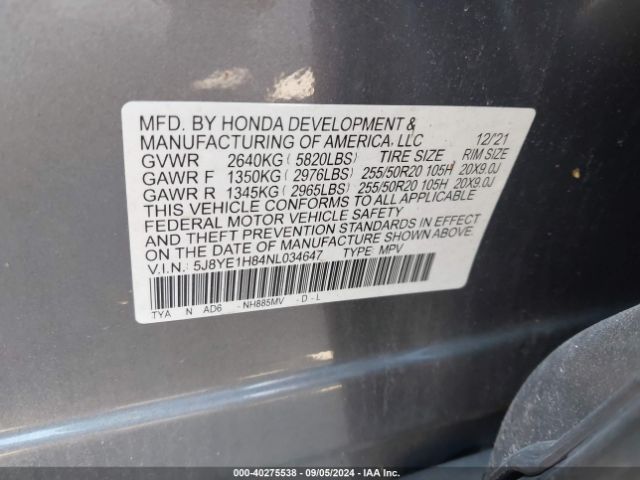 MFD. BY HONDA DEVELOPMENT &
MANUFACTURING OF AMERICA, LLC 12/21
GVWR 2640KG ( 5820LBS) TIRE SIZE RIM SIZE
GAWR F 1350KG ( 2976LBS) 255/50R20 105H 20X9.0J
GAWR R 1345KG ( 2965LBS) 255/50R20 105H 20X9.0J
THIS VEHICLE CONFORMS TO ALL APPLICABLE
FEDERAL MOTOR VEHICLE SAFETY
AND THEFT PREVENTION STANDARDS IN EFFECT
ON THE DATE OF MANUFACTURE SHOWN ABOVE.
V.I.N.: 5J8YE1H84NL034647 TYPE: MPV
TYA N AD6 - NH885MV - D - L
000-40275538 - 09/05/2024 - IAA Inc.